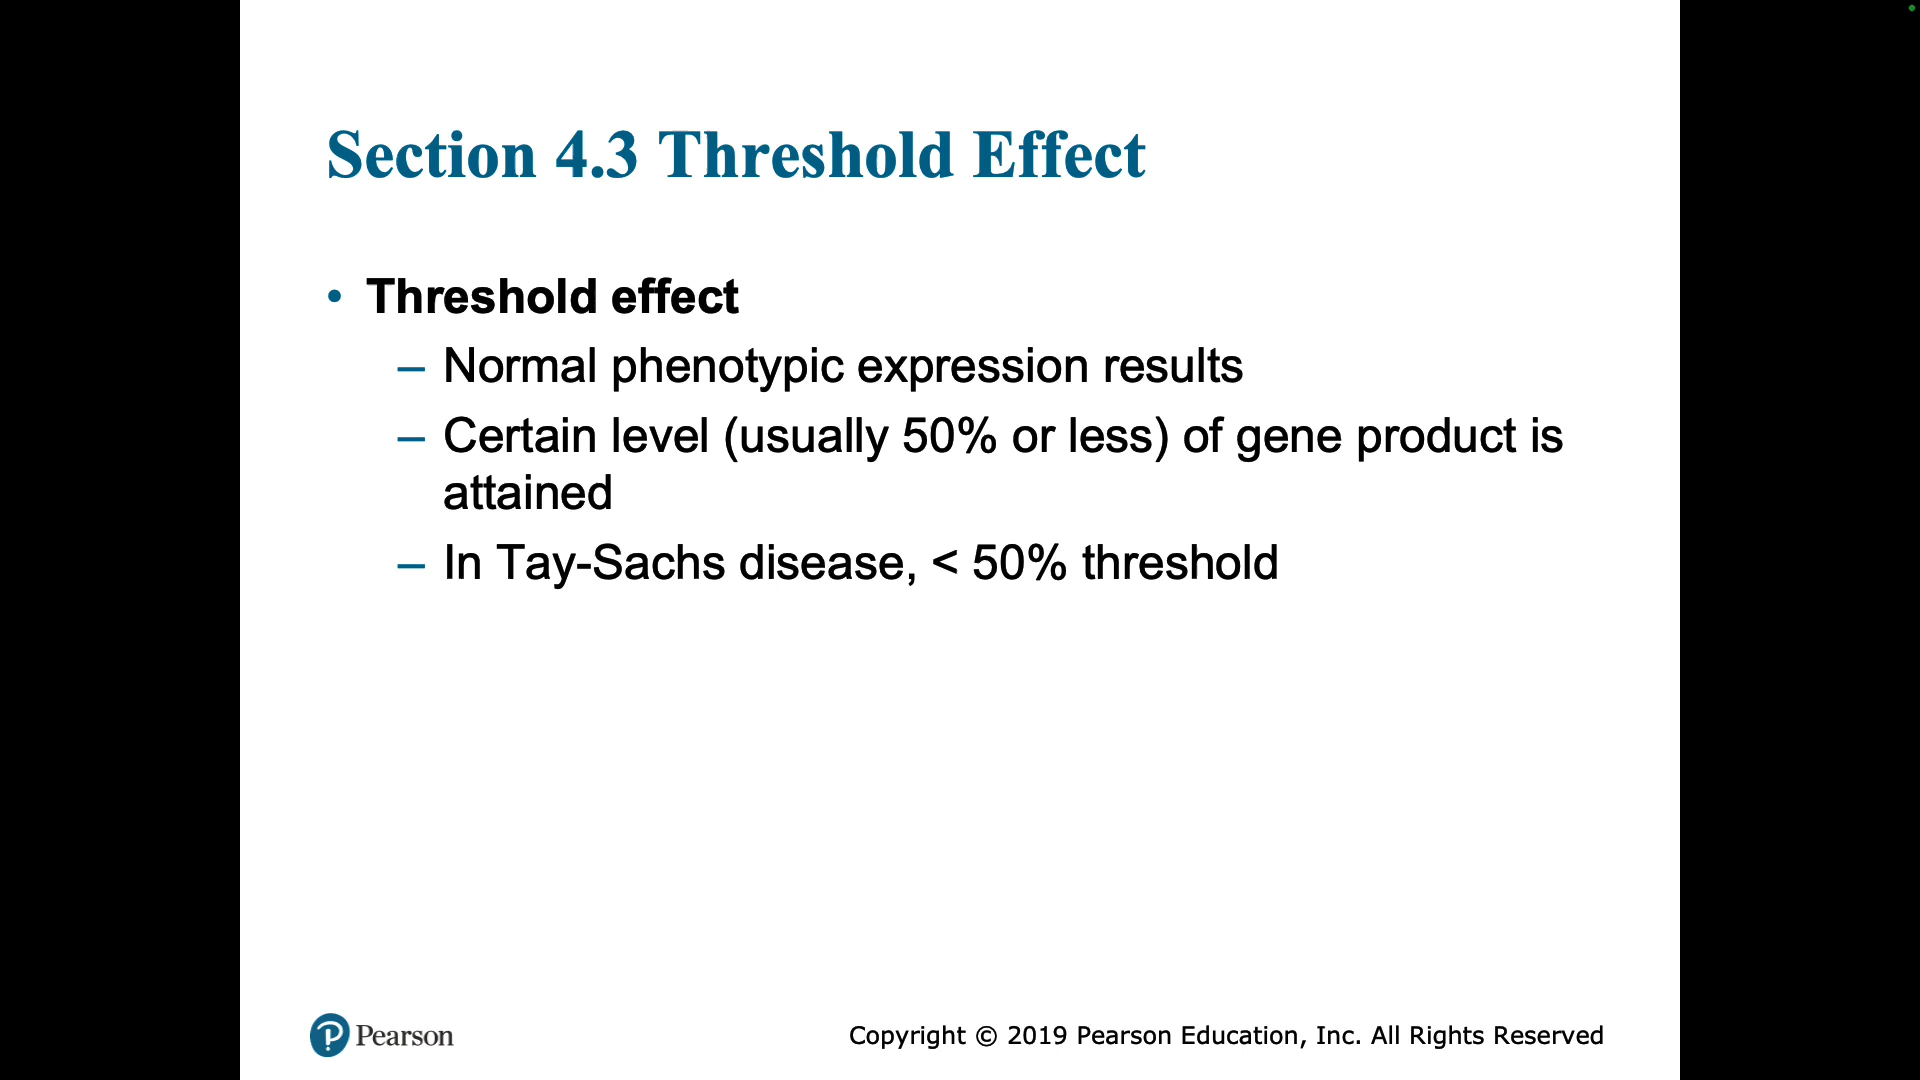 Section 4.3 Threshold Effect
• Threshold effect
– Normal phenotypic expression results
– Certain level (usually 50% or less) of gene product is
attained
– In Tay-Sachs disease, < 50% threshold
Pearson
Copyright © 2019 Pearson Education, Inc. All Rights Reserved